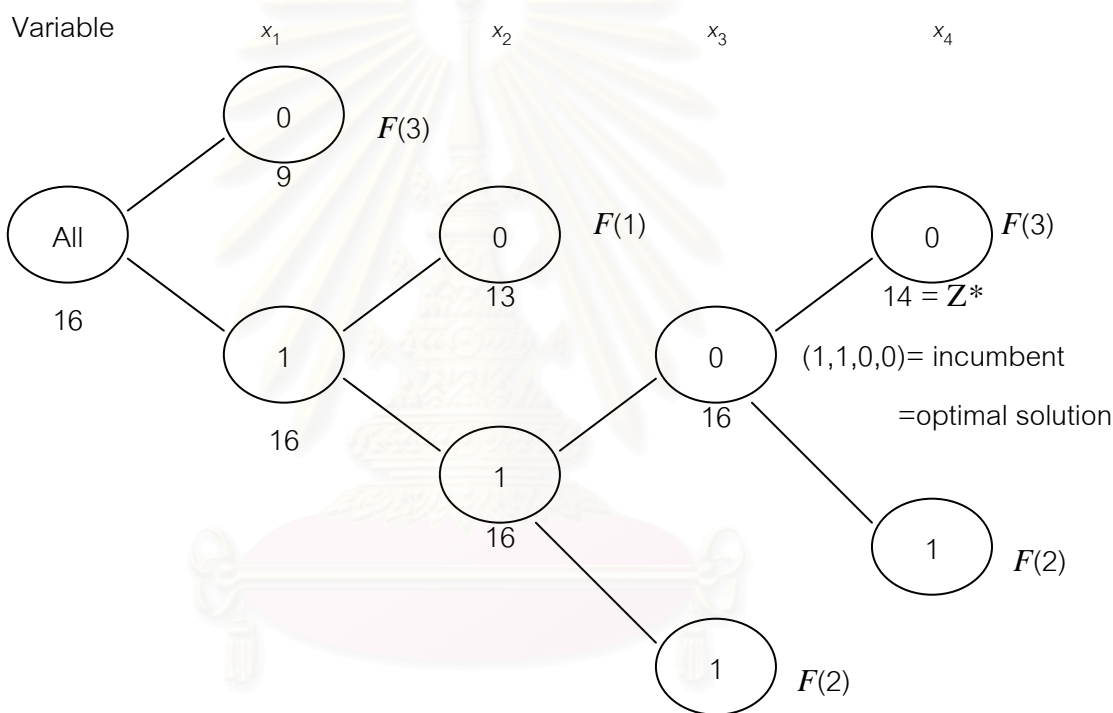 Variable x₁ x₂ x₃ x₄
0
F(3)
9
All
16
0
F(1)
13
0
F(3)
14 = Z*
1
16
0
16
(1,1,0,0)= incumbent
=optimal solution
1
16
1
F(2)
1
F(2)